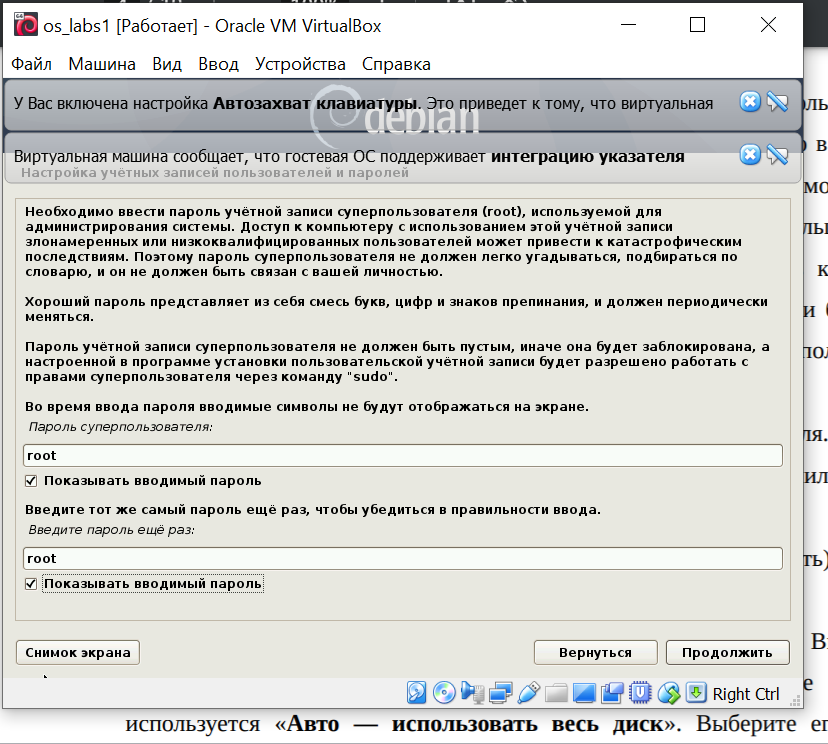 os_labs1 [Работает] - Oracle VM VirtualBox
Файл Машина Вид Ввод Устройства Справка
debian
У Вас включена настройка Автозахват клавиатуры. Это приведет к тому, что виртуальная
Виртуальная машина сообщает, что гостевая ОС поддерживает интеграцию указателя
Настройка учётных записей пользователей и паролей
Необходимо ввести пароль учётной записи суперпользователя (root), используемой для
администрирования системы. Доступ к компьютеру с использованием этой учётной записи
злонамеренных или низкоквалифицированных пользователей может привести к катастрофическим
последствиям. Поэтому пароль суперпользователя не должен легко угадываться, подбираться по
словарю, и он не должен быть связан с вашей личностью.
Хороший пароль представляет из себя смесь букв, цифр и знаков препинания, и должен периодически
меняться.
Пароль учётной записи суперпользователя не должен быть пустым, иначе она будет заблокирована, а
настроенной в программе установки пользовательской учётной записи будет разрешено работать с
правами суперпользователя через команду "sudo".
Во время ввода пароля вводимые символы не будут отображаться на экране.
Пароль суперпользователя:
root
Показывать вводимый пароль
Введите тот же самый пароль ещё раз, чтобы убедиться в правильности ввода.
Введите пароль ещё раз:
root
Показывать вводимый пароль
Снимок экрана Вернуться Продолжить
Right Ctrl
используется «Авто — использовать весь диск». Выберите